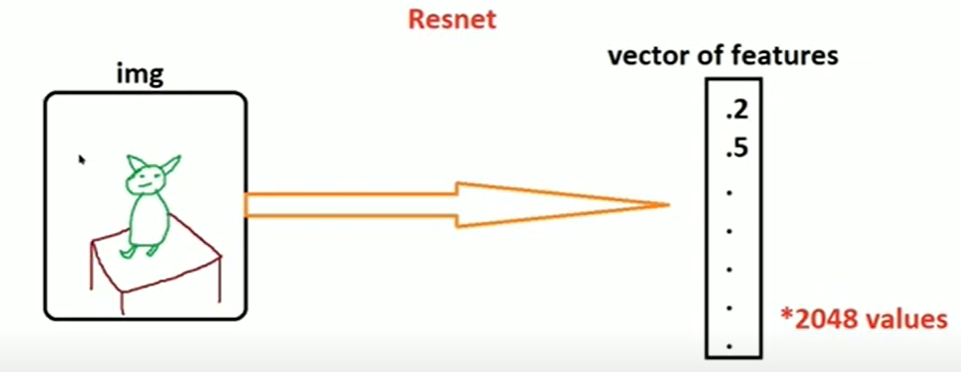 Resnet
img
vector of features
.2
.5
.
.
.
.
.
*2048 values